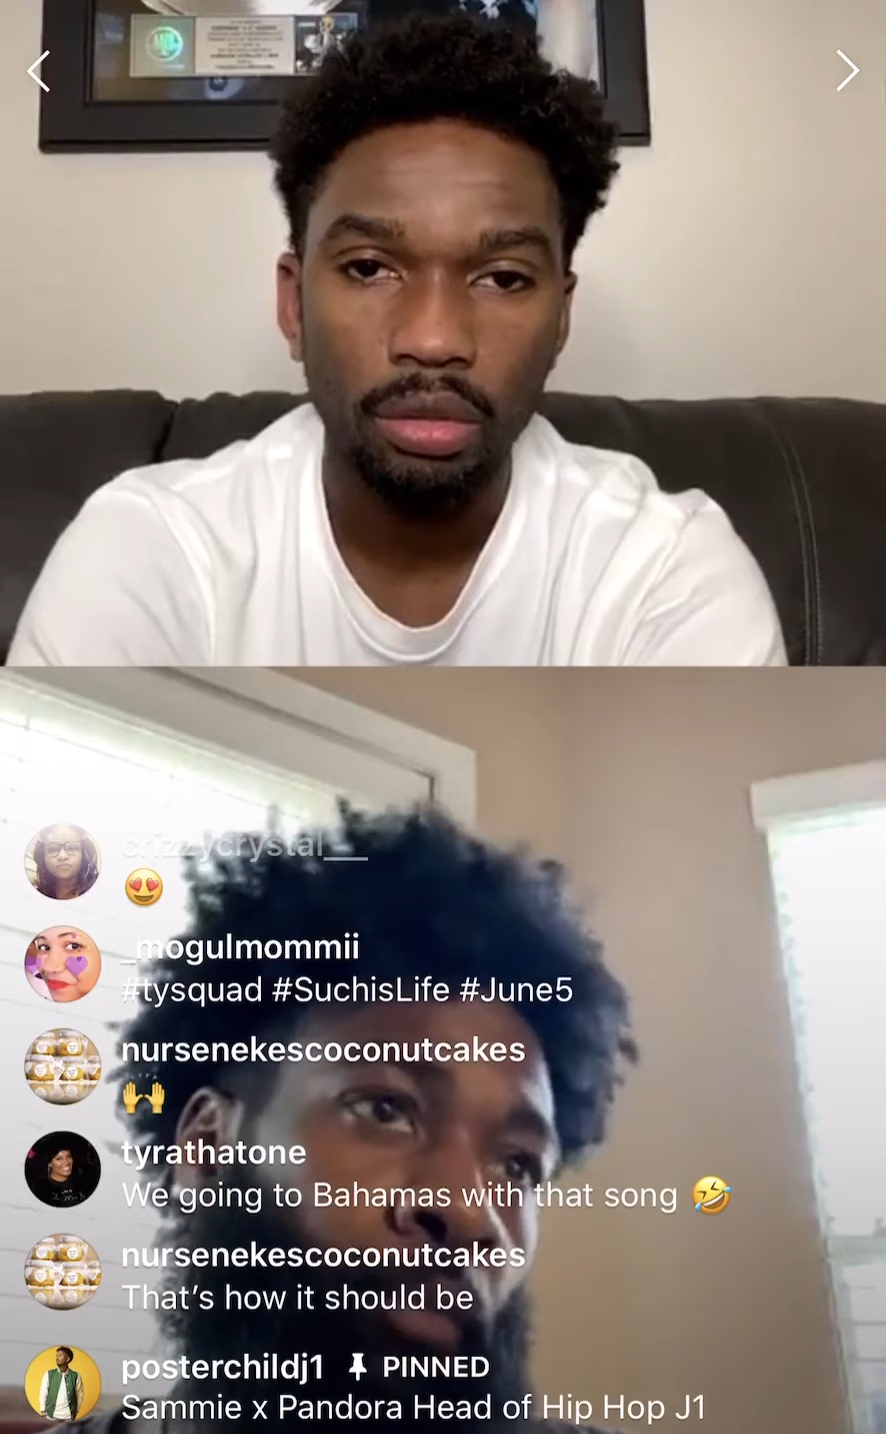 crizzycrystal___
😍
_mogulmommii
#tysquad #SuchisLife #June5
nursenekescoconutcakes
🙌
tyrathatone
We going to Bahamas with that song 🤣
nursenekescoconutcakes
That's how it should be
posterchildj1 📌 PINNED
Sammie x Pandora Head of Hip Hop J1